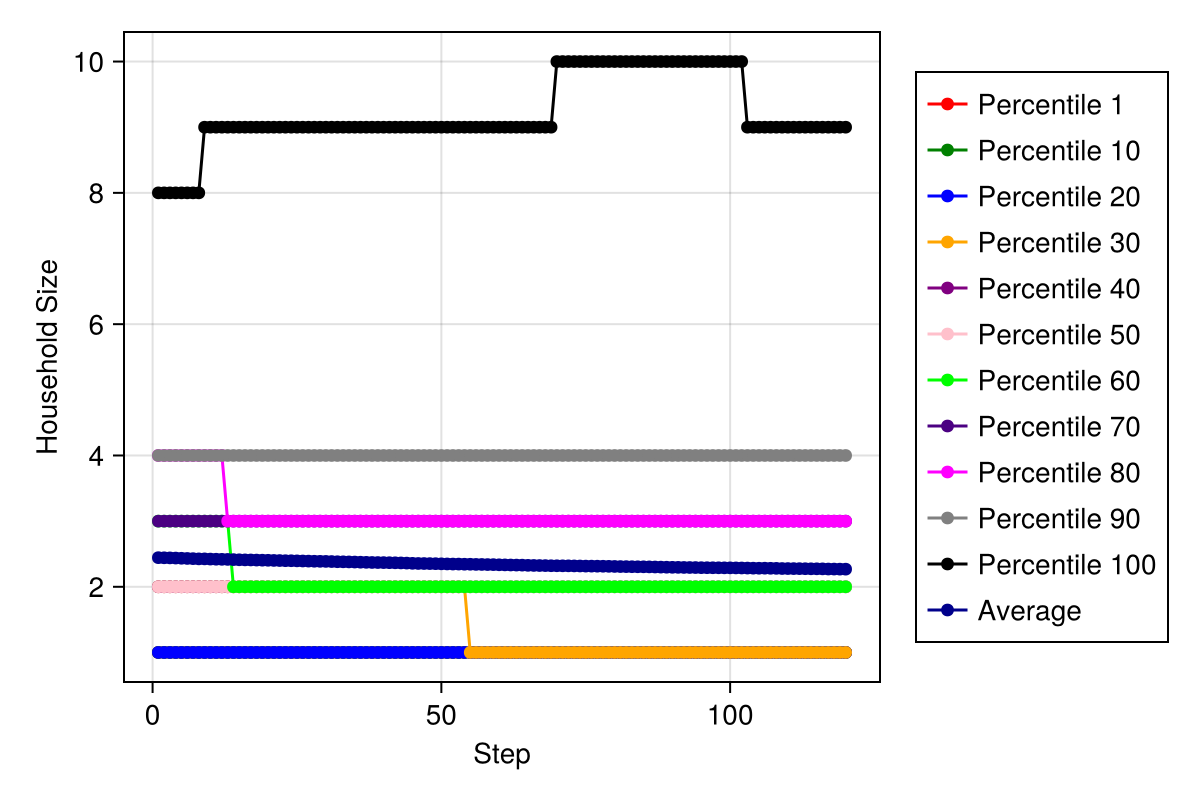 10
8
6
4
2
Household Size
0
50
100
Step
Percentile 1
Percentile 10
Percentile 20
Percentile 30
Percentile 40
Percentile 50
Percentile 60
Percentile 70
Percentile 80
Percentile 90
Percentile 100
Average